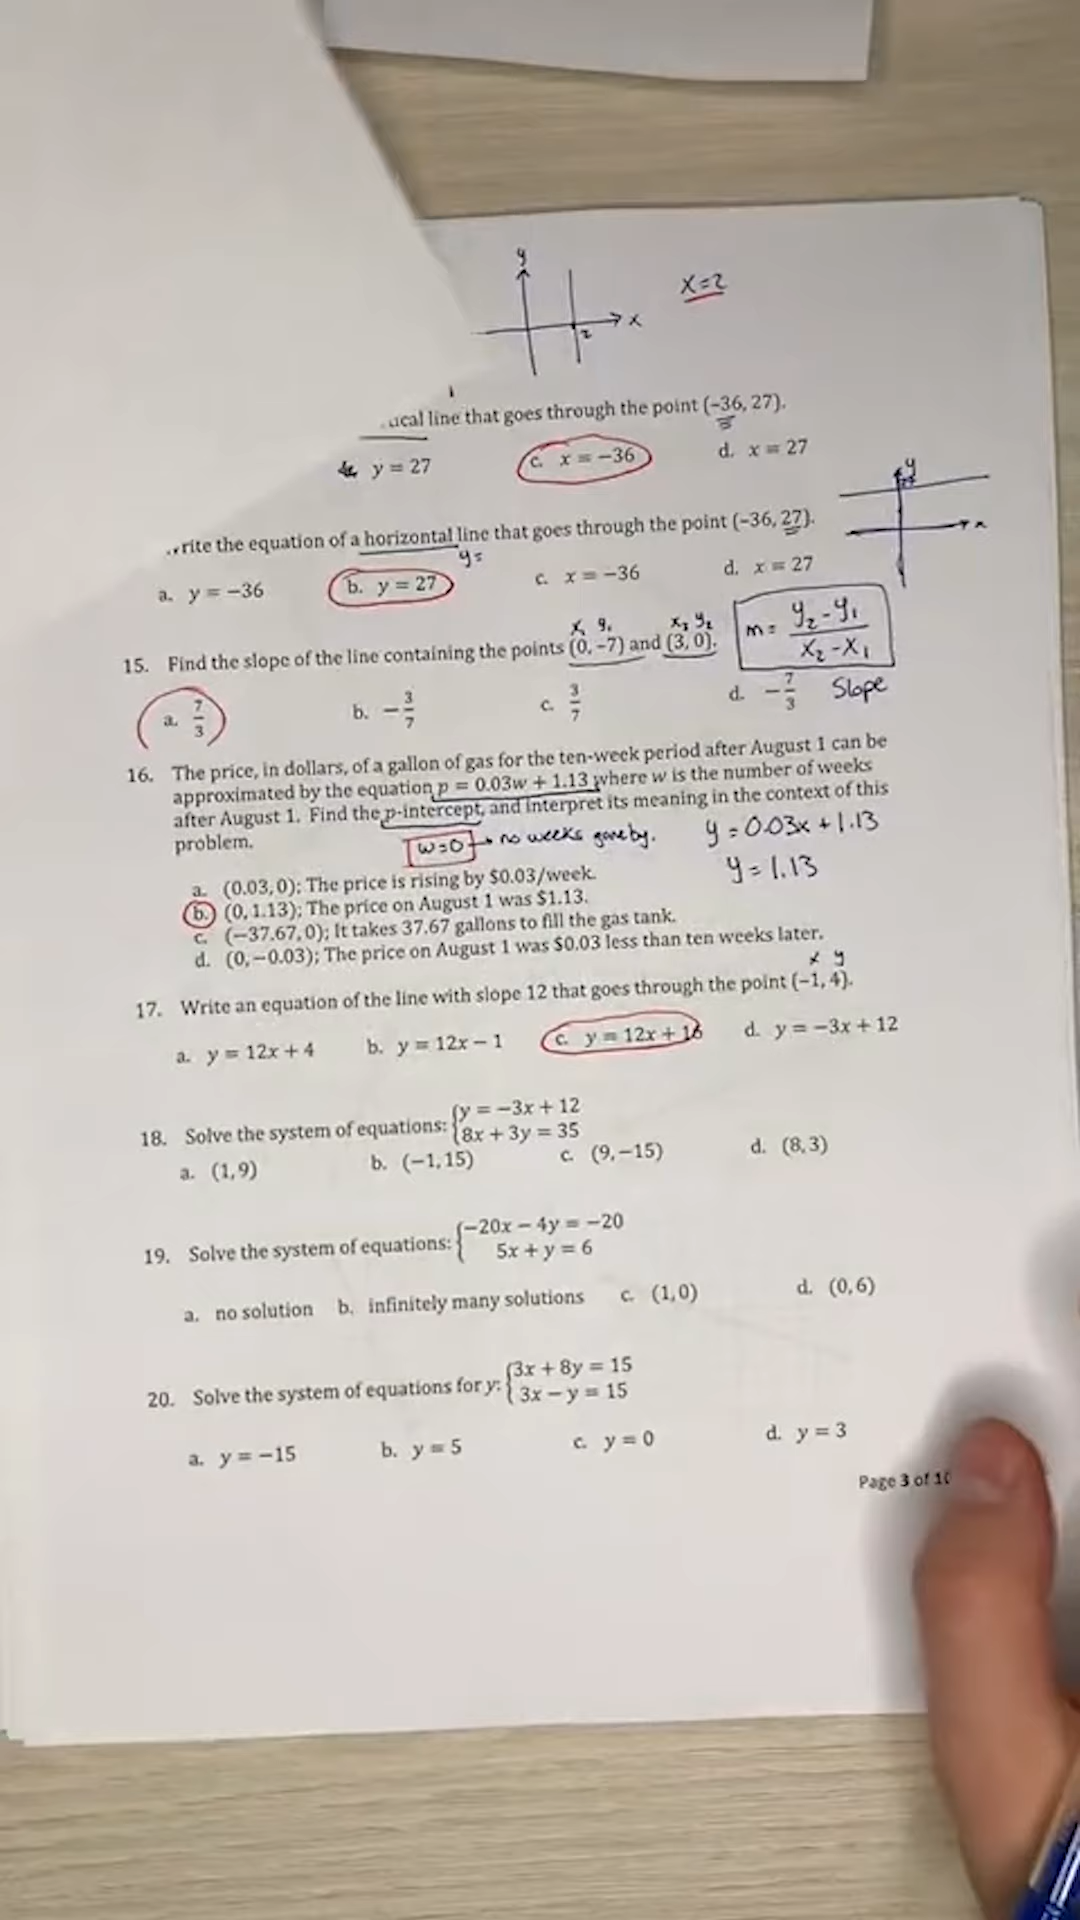 y
x=2
x
2
line that goes through the point (−36, 27).
y = 27
c. x = −36
d. x = 27
y
x
the equation of a horizontal line that goes through the point (−36, 27).
y=
a. y = −36
b. y = 27
c. x = −36
d. x = 27
15. Find the slope of the line containing the points (0, −7) and (3, 0).
m = y₂-y₁ / x₂-x₁
a. 7/3
b. −3/7
c. 3/7
d. −7/3
Slope
16. The price, in dollars, of a gallon of gas for the ten-week period after August 1 can be
approximated by the equation p = 0.03w + 1.13 where w is the number of weeks
after August 1. Find the p-intercept, and interpret its meaning in the context of this
problem.
w=0 → no weeks gone by.
y = 0.03x + 1.13
y = 1.13
a. (0.03, 0); The price is rising by $0.03/week.
b. (0, 1.13); The price on August 1 was $1.13.
c. (−37.67, 0); It takes 37.67 gallons to fill the gas tank.
d. (0, −0.03); The price on August 1 was $0.03 less than ten weeks later.
x y
17. Write an equation of the line with slope 12 that goes through the point (−1, 4).
a. y = 12x + 4
b. y = 12x − 1
c. y = 12x + 16
d. y = −3x + 12
18. Solve the system of equations: {y = −3x + 12
8x + 3y = 35
a. (1, 9)
b. (−1, 15)
c. (9, −15)
d. (8, 3)
19. Solve the system of equations: {−20x − 4y = −20
5x + y = 6
a. no solution
b. infinitely many solutions
c. (1, 0)
d. (0, 6)
20. Solve the system of equations for y: {3x + 8y = 15
3x − y = 15
a. y = −15
b. y = 5
c. y = 0
d. y = 3
Page 3 of